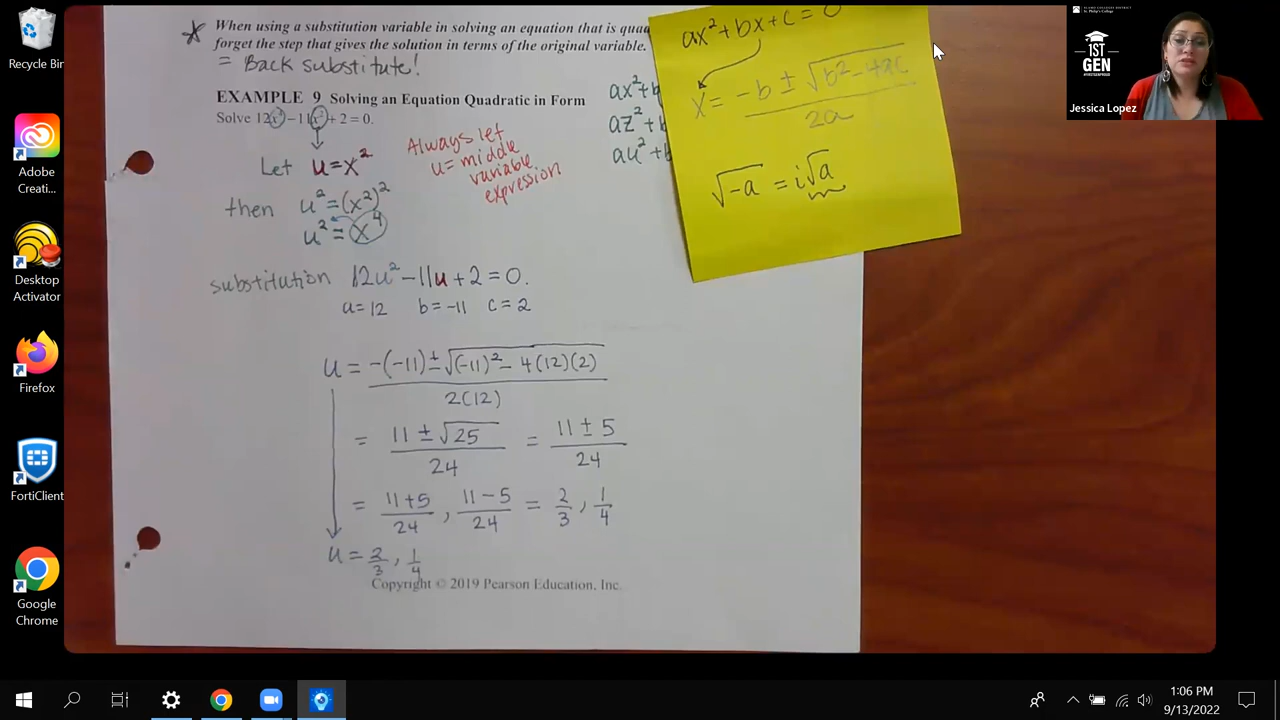 When using a substitution variable in solving an equation that is
forget the step that gives the solution in terms of the original variable.
= Back substitute!
EXAMPLE 9 Solving an Equation Quadratic in Form
Solve 12x⁴ − 11x² + 2 = 0.
Let u = x²
Always let
u = middle
variable
expression
then u² = (x²)²
u² = x⁴
substitution 12u² − 11u + 2 = 0.
a = 12 b = −11 c = 2
u = −(−11) ± √(−11)² − 4(12)(2)
2(12)
= 11 ± √25 = 11 ± 5
24 24
= 11+5 , 11−5 = 2 , 1
24 24 3 4
u = 2 , 1
3 4
Copyright © 2019 Pearson Education, Inc.
ax² + b
az² + b
au² + b
ax² + bx + c = 0
x = −b ± √b² − 4ac
2a
√−a = i√a
1ST
GEN
Jessica Lopez
Recycle Bin
Adobe
Creati...
Desktop
Activator
Firefox
FortiClient
Google
Chrome
1:06 PM
9/13/2022